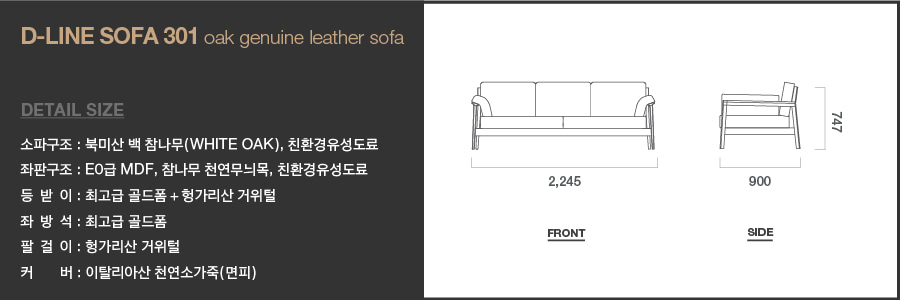 D-LINE SOFA 301 oak genuine leather sofa
DETAIL SIZE
소파구조 : 북미산 백 참나무(WHITE OAK), 친환경유성도료
좌판구조 : E0급 MDF, 참나무 천연무늬목, 친환경유성도료
등 받 이 : 최고급 골드폼 + 헝가리산 거위털
좌 방 석 : 최고급 골드폼
팔 걸 이 : 헝가리산 거위털
커 버 : 이탈리아산 천연소가죽(면피)
2,245
FRONT
900
747
SIDE